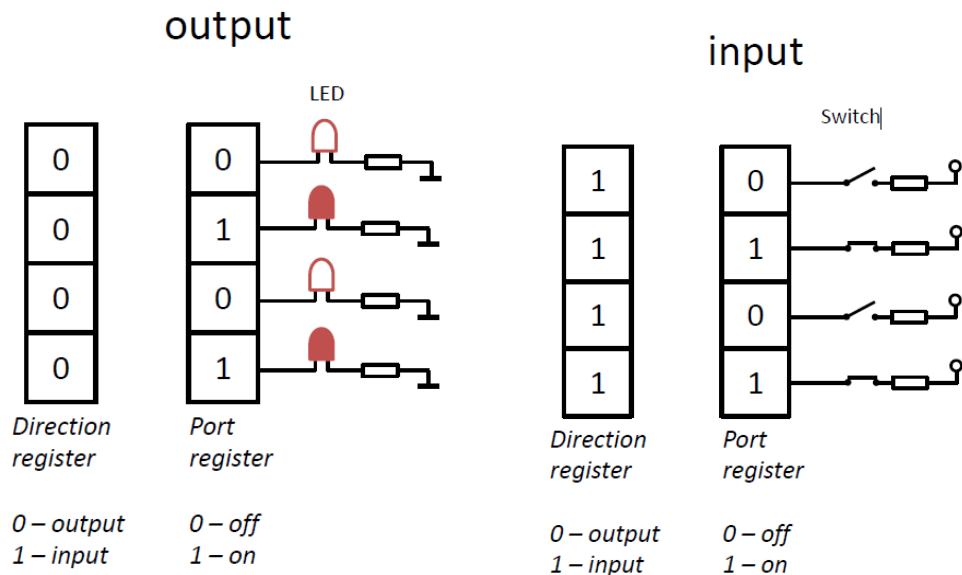 output
LED
0
0
0
1
0
0
0
1
Direction
register
Port
register
0 – output
1 – input
0 – off
1 – on
input
Switch
1
0
1
1
1
0
1
1
Direction
register
Port
register
0 – output
1 – input
0 – off
1 – on